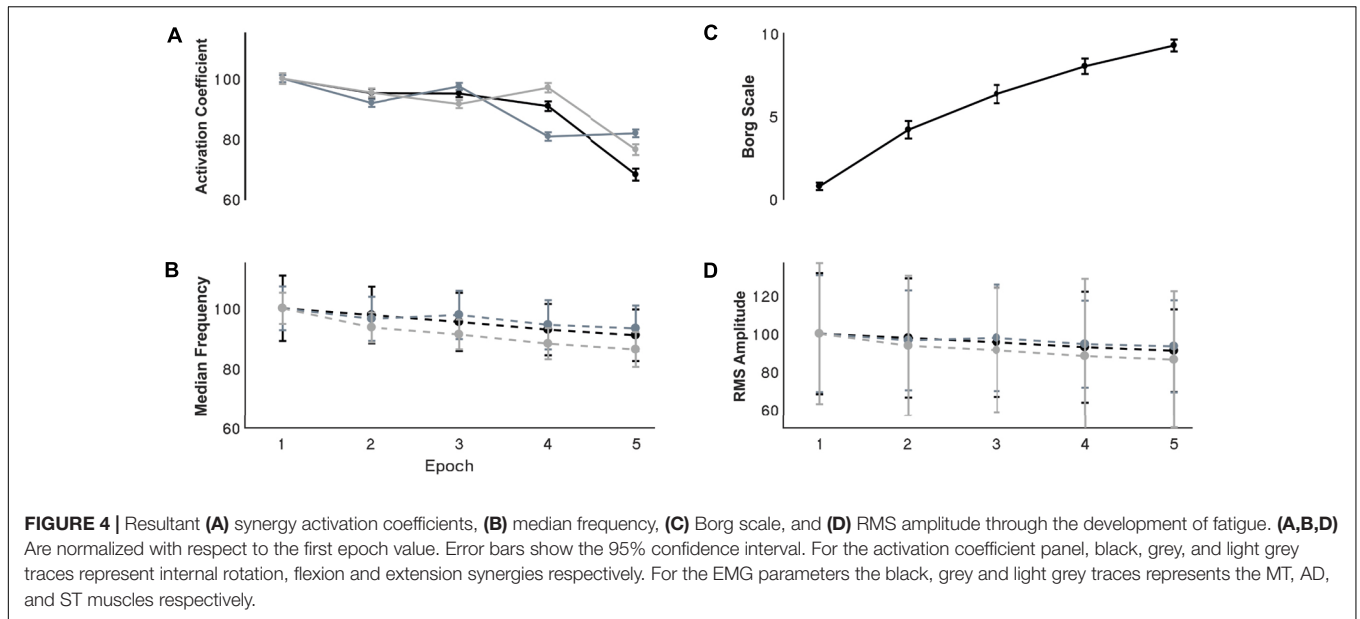 A
Activation Coefficient
100
80
60
C
Borg Scale
10
5
0
B
Median Frequency
100
80
60
1 2 3 4 5
Epoch
D
RMS Amplitude
120
100
80
60
1 2 3 4 5
FIGURE 4 | Resultant (A) synergy activation coefficients, (B) median frequency, (C) Borg scale, and (D) RMS amplitude through the development of fatigue. (A,B,D)
Are normalized with respect to the first epoch value. Error bars show the 95% confidence interval. For the activation coefficient panel, black, grey, and light grey
traces represent internal rotation, flexion and extension synergies respectively. For the EMG parameters the black, grey and light grey traces represents the MT, AD,
and ST muscles respectively.